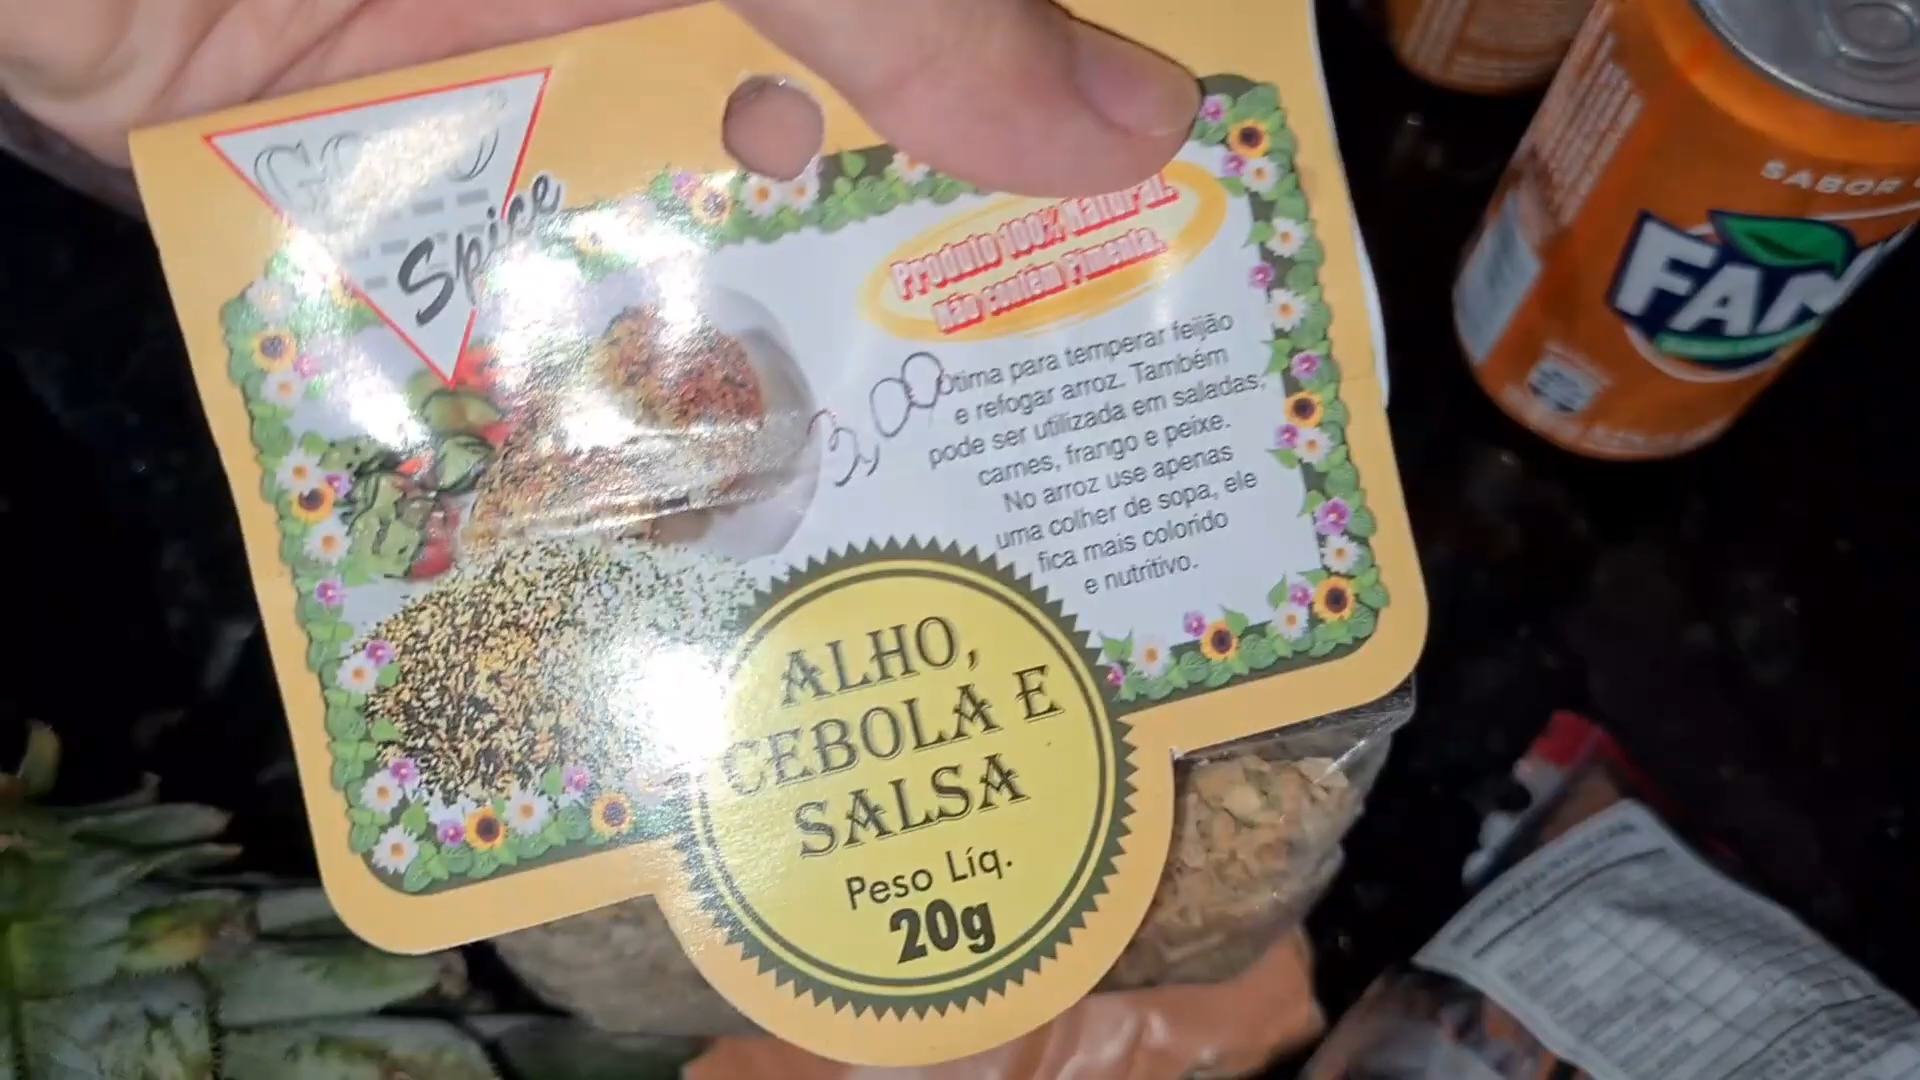 Spice
Produto 100% Natural.
Não contém Pimenta.
3,00
Ótima para temperar feijão
e refogar arroz. Também
pode ser utilizada em saladas,
carnes, frango e peixe.
No arroz use apenas
uma colher de sopa, ele
fica mais colorido
e nutritivo.
ALHO,
CEBOLA E
SALSA
Peso Líq.
20g
SABOR
FAN